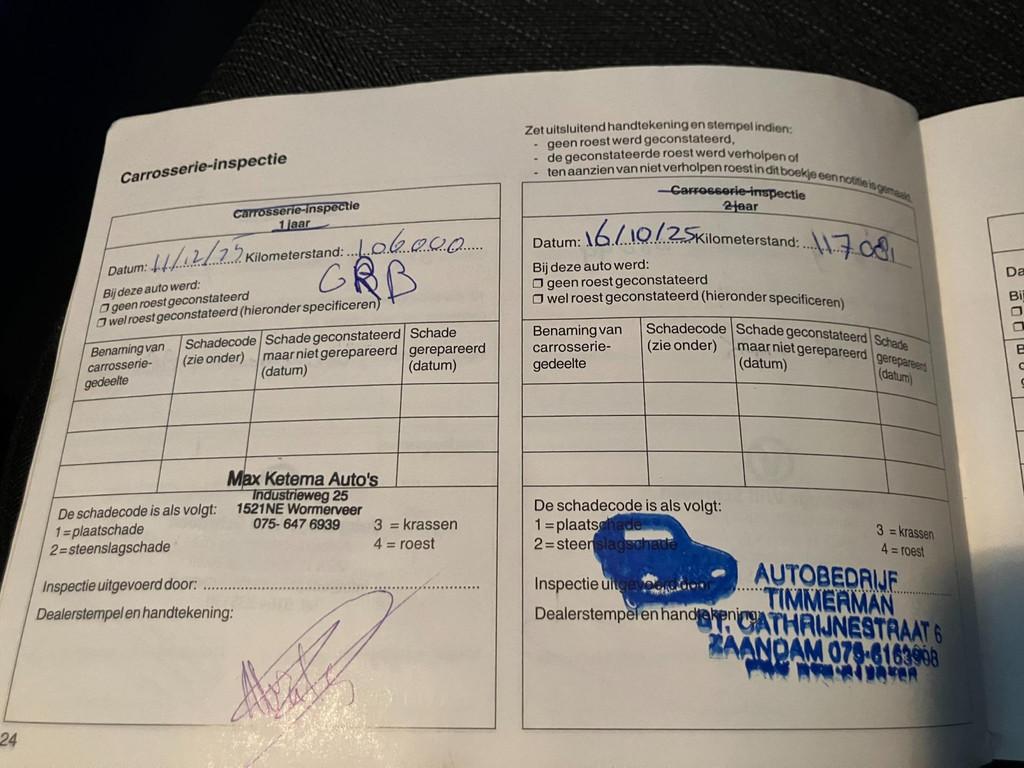 Carrosserie-inspectie
Carrosserie-inspectie
1 jaar
Datum: 11/12/25 Kilometerstand: 106.000
GRB
Bij deze auto werd:
❒ geen roest geconstateerd
❒ wel roest geconstateerd (hieronder specificeren)
Benaming van carrosserie-gedeelte
Schadecode (zie onder)
Schade geconstateerd maar niet gerepareerd (datum)
Schade gerepareerd (datum)
Max Ketema Auto's
Industrieweg 25
1521NE Wormerveer
075- 647 6939
De schadecode is als volgt:
1 = plaatschade
2 = steenslagschade
3 = krassen
4 = roest
Inspectie uitgevoerd door:
Dealerstempel en handtekening:
24
Zet uitsluitend handtekening en stempel indien:
- geen roest werd geconstateerd,
- de geconstateerde roest werd verholpen of
- ten aanzien van niet verholpen roest in dit boekje een notitie is gemaakt.
Carrosserie-inspectie
2 jaar
Datum: 16/10/25 Kilometerstand: 117081
Bij deze auto werd:
❒ geen roest geconstateerd
❒ wel roest geconstateerd (hieronder specificeren)
Benaming van carrosserie-gedeelte
Schadecode (zie onder)
Schade geconstateerd maar niet gerepareerd (datum)
Schade gerepareerd (datum)
De schadecode is als volgt:
1 = plaatschade
2 = steenslagschade
3 = krassen
4 = roest
Inspectie uitgevoerd door
Dealerstempel en handtekening:
AUTOBEDRIJF
TIMMERMAN
ST. CATHRIJNESTRAAT 6
ZAANDAM 075-6163908